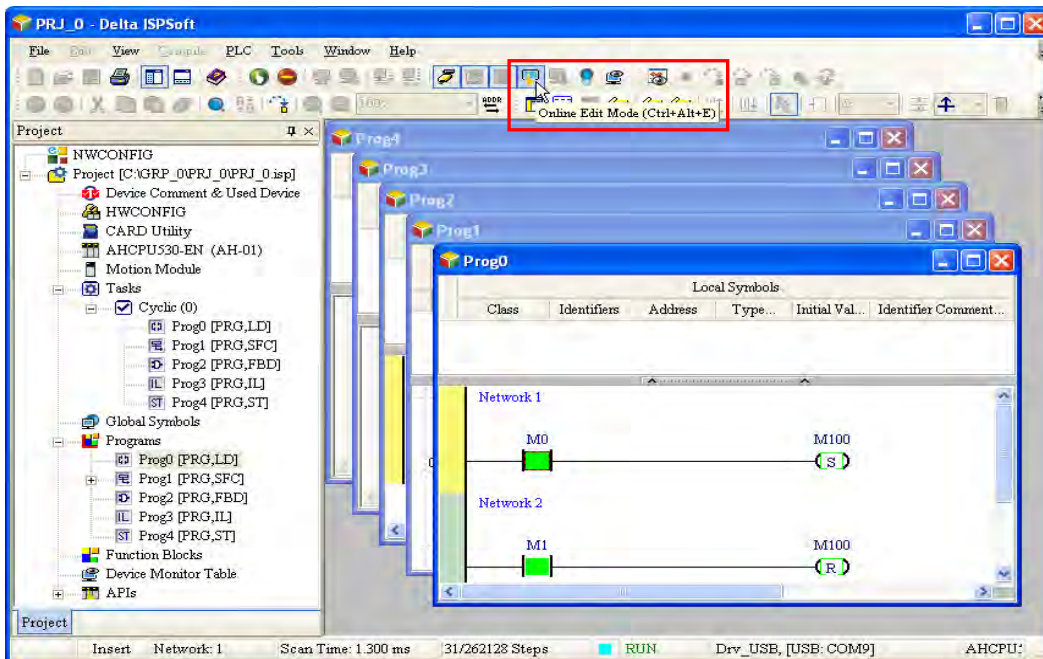 PRJ_0 - Delta ISPSoft
File Edit View Compile PLC Tools Window Help
ADDR
Online Edit Mode (Ctrl+Alt+E)
Project
NWCONFIG
Project [C:\GRP_0\PRJ_0\PRJ_0.isp]
Device Comment & Used Device
HWCONFIG
CARD Utility
AHCPU530-EN (AH-01)
Motion Module
Tasks
Cyclic (0)
Prog0 [PRG,LD]
Prog1 [PRG,SFC]
Prog2 [PRG,FBD]
Prog3 [PRG,IL]
Prog4 [PRG,ST]
Global Symbols
Programs
Prog0 [PRG,LD]
Prog1 [PRG,SFC]
Prog2 [PRG,FBD]
Prog3 [PRG,IL]
Prog4 [PRG,ST]
Function Blocks
Device Monitor Table
APIs
Project
Prog4
Prog3
Prog2
Prog1
Prog0
Local Symbols
Class Identifiers Address Type... Initial Val... Identifier Comment...
Network 1
M0 M100
S
Network 2
M1 M100
R
Insert Network: 1 Scan Time: 1.300 ms 31/262128 Steps RUN Drv_USB, [USB: COM9] AHCPU5